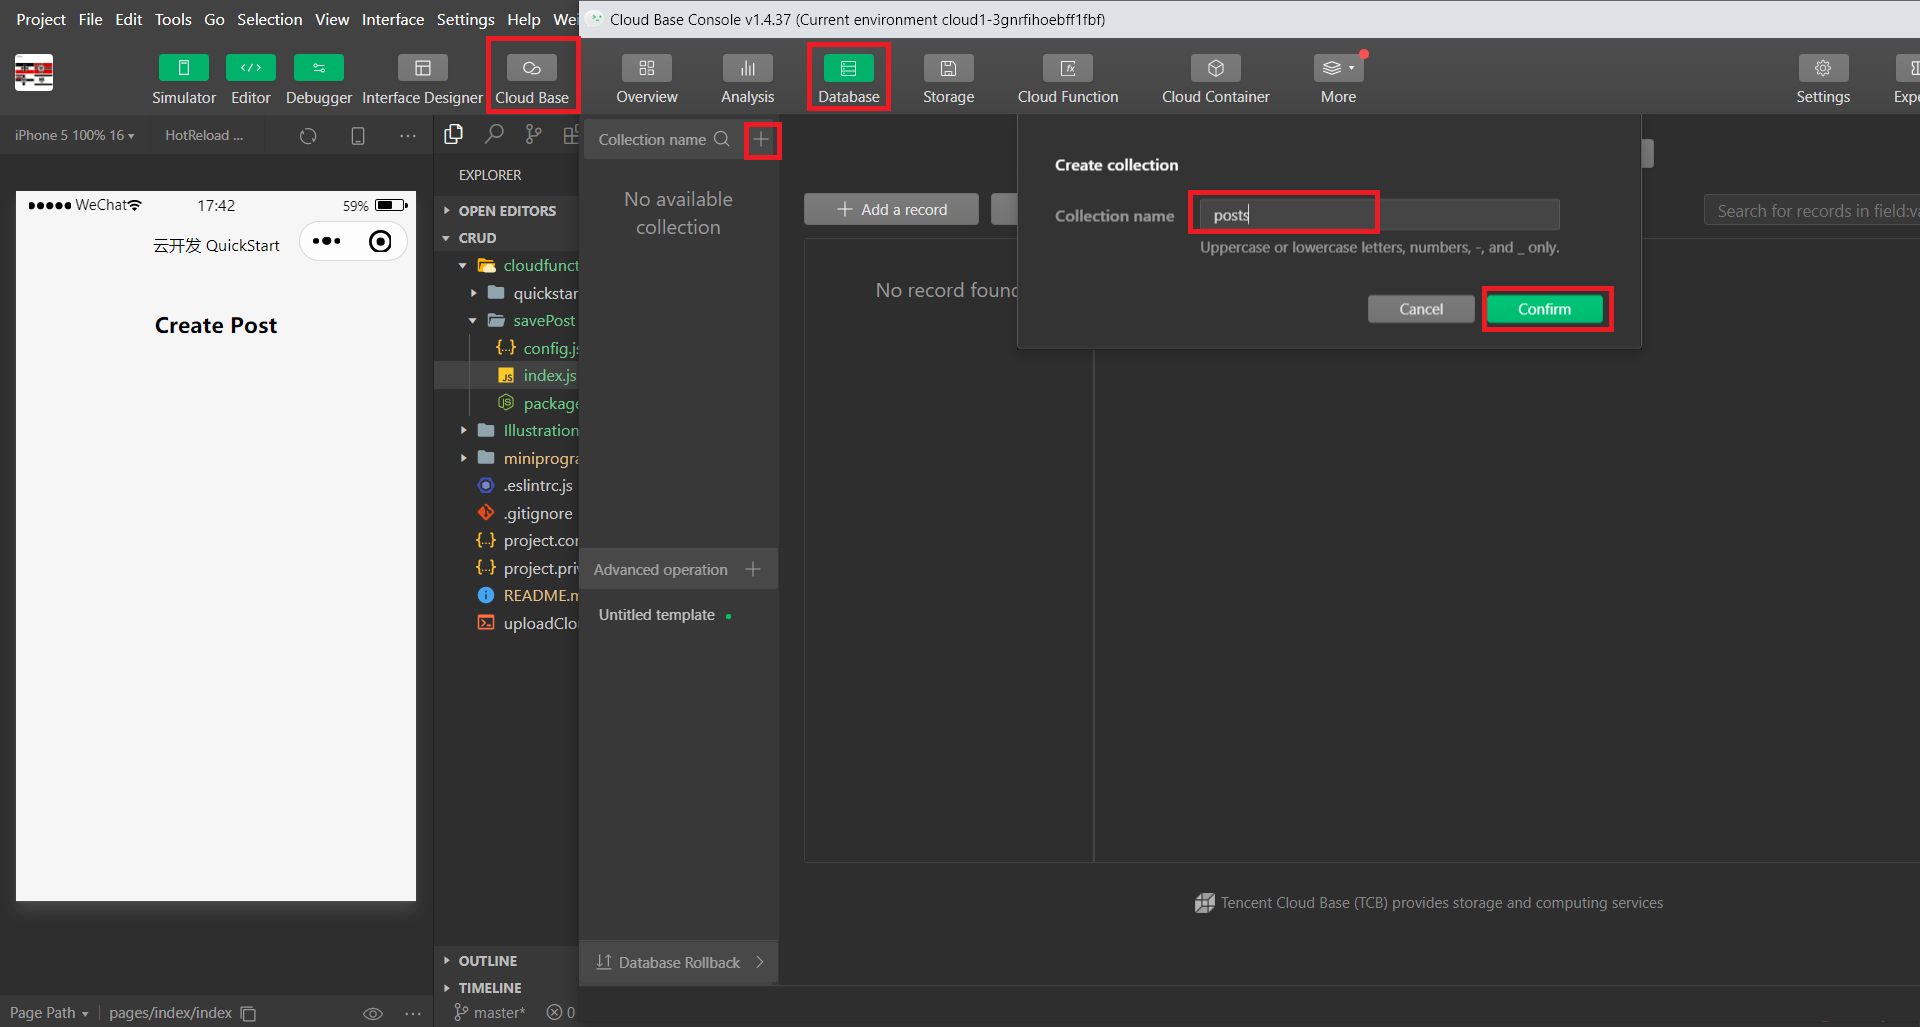 Project File Edit Tools Go Selection View Interface Settings Help Wei
Cloud Base Console v1.4.37 (Current environment cloud1-3gnrfihoebff1fbf)
Simulator Editor Debugger Interface Designer Cloud Base
Overview Analysis Database Storage Cloud Function Cloud Container More Settings Expe
iPhone 5 100% 16 HotReload ...
WeChat 17:42 59%
云开发 QuickStart
Create Post
EXPLORER
OPEN EDITORS
CRUD
cloudfunct
quickstar
savePost
config.js
index.js
package
Illustration
miniprogra
.eslintrc.js
.gitignore
project.cor
project.priv
README.m
uploadClou
OUTLINE
TIMELINE
Page Path pages/index/index
master* 0
Collection name +
No available
collection
Advanced operation +
Untitled template
Database Rollback
+ Add a record
No record found
Search for records in field:va
Create collection
Collection name posts
Uppercase or lowercase letters, numbers, -, and _ only.
Cancel Confirm
Tencent Cloud Base (TCB) provides storage and computing services